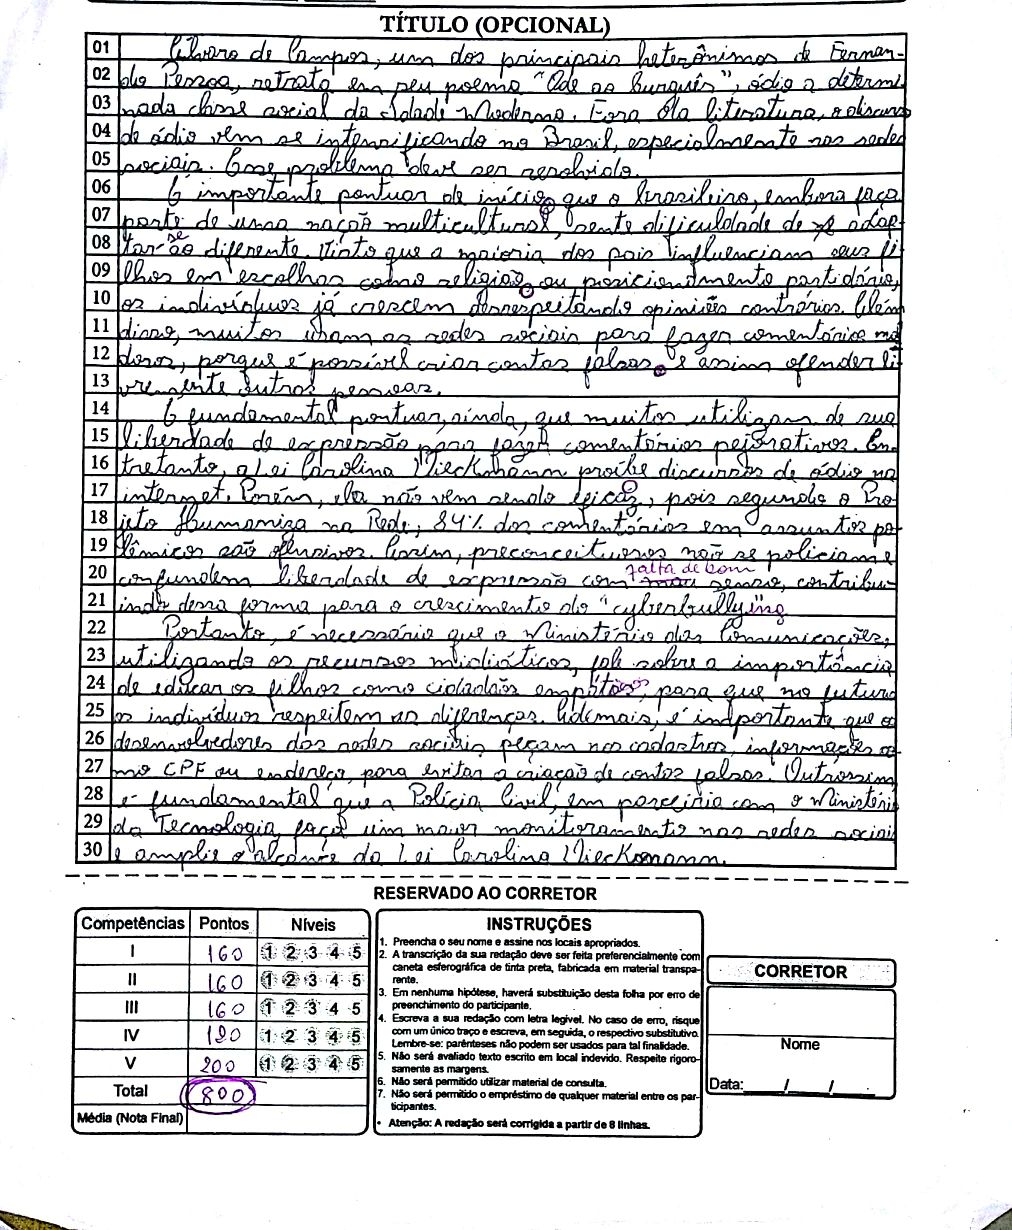 TÍTULO (OPCIONAL)
01 Álvaro de Campos, um dos principais heterônimos de Fernan-
02 do Pessoa, retrata em seu poema "Ode ao burguês", ódio a determi
03 nada classe social da Idade Moderna. Fora da literatura, o discurso
04 de ódio vem se intensificando no Brasil, especialmente nas redes
05 sociais. Esse problema deve ser resolvido.
06 É importante pontuar de início, que o brasileiro, embora faça
07 parte de uma nação multicultural, sente dificuldade de adap-
08 tar-se ao diferente. Visto que a maioria dos pais influenciam seus fi
09 lhos em escolhas como religião, ou posicionamento partidário,
10 os indivíduos já crescem desrespeitando opiniões contrárias. Além
11 disso, muitos usam as redes sociais para fazer comentários mal
12 dosos, porque é possível criar contas falsas e assim ofender li
13 vremente outras pessoas.
14 É fundamental pontuar, ainda, que muitos utilizam de sua
15 liberdade de expressão para fazer comentários pejorativos. En
16 tretanto, a Lei Carolina Dieckmann proíbe discursos de ódio na
17 internet. Porém, ela não vem sendo eficaz, pois segundo o Pro
18 jeto Humaniza na Rede, 84% dos comentários em assuntos po
19 lêmicos são ofensivos. Assim, preconceituosos não se policiam e
20 confundem liberdade de expressão com falta de bom senso, contribu
21 indo dessa forma para o crescimento do "cyberbullying
22 Portanto, é necessário que o Ministério das Comunicações,
23 utilizando os recursos midiáticos, fale sobre a importância
24 de educar os filhos como cidadãos empáticos, para que no futuro
25 os indivíduos respeitem as diferenças. Ademais, é indportante que os
26 desenvolvedores das redes sociais peçam nos cadastros, informações co
27 mo CPF ou endereço, para evitar a criação de contas falsas. Outrossim
28 é fundamental que a Polícia Civil, em parceiria com o Ministério
29 da Tecnologia, faça um maior monitoramento nas redes sociais
30 e amplie o alcance da Lei Carolina Dieckmann.
RESERVADO AO CORRETOR
Competências Pontos Níveis
I 160 1 2 3 4 5
II 160 1 2 3 4 5
III 160 1 2 3 4 5
IV 120 1 2 3 4 5
V 200 1 2 3 4 5
Total 800
Média (Nota Final)
INSTRUÇÕES
1. Preencha o seu nome e assine nos locais apropriados.
2. A transcrição da sua redação deve ser feita preferencialmente com
caneta esferográfica de tinta preta, fabricada em material transpa-
rente.
3. Em nenhuma hipótese, haverá substituição desta folha por erro de
preenchimento do participante.
4. Escreva a sua redação com letra legível. No caso de erro, risque
com um único traço e escreva, em seguida, o respectivo substitutivo.
Lembre-se: parênteses não podem ser usados para tal finalidade.
5. Não será avaliado texto escrito em local indevido. Respeite rigoro-
samente as margens.
6. Não será permitido utilizar material de consulta.
7. Não será permitido o empréstimo de qualquer material entre os par-
ticipantes.
• Atenção: A redação será corrigida a partir de 8 linhas.
CORRETOR
Nome
Data: / /